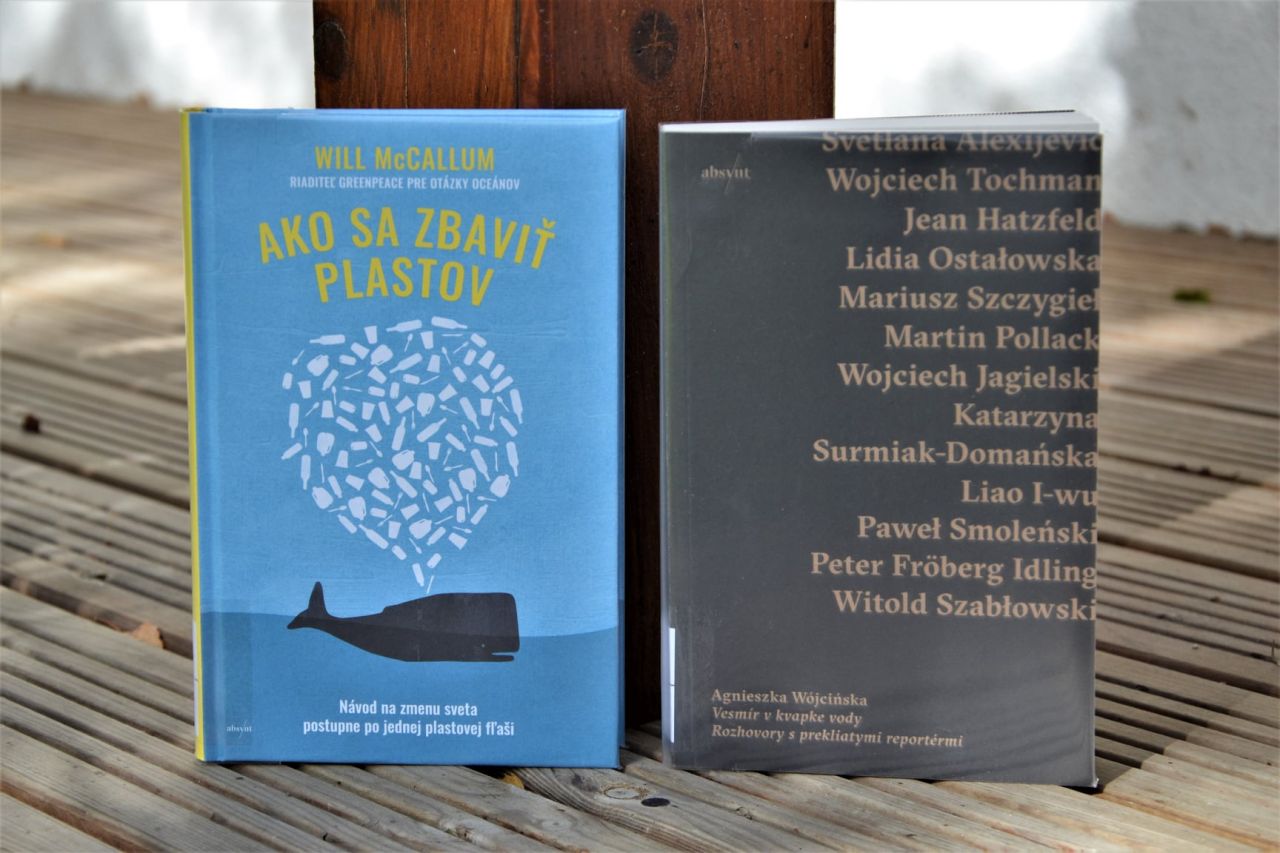 WILL McCALLUM
RIADITEĽ GREENPEACE PRE OTÁZKY OCEÁNOV
AKO SA ZBAVIŤ
PLASTOV
Návod na zmenu sveta
postupne po jednej plastovej fľaši
absynt
absynt
Svetlana Alexijevič
Wojciech Tochman
Jean Hatzfeld
Lidia Ostałowska
Mariusz Szczygieł
Martin Pollack
Wojciech Jagielski
Katarzyna
Surmiak-Domańska
Liao I-wu
Paweł Smoleński
Peter Fröberg Idling
Witold Szabłowski
Agnieszka Wójcińska
Vesmír v kvapke vody
Rozhovory s prekliatymi reportérmi